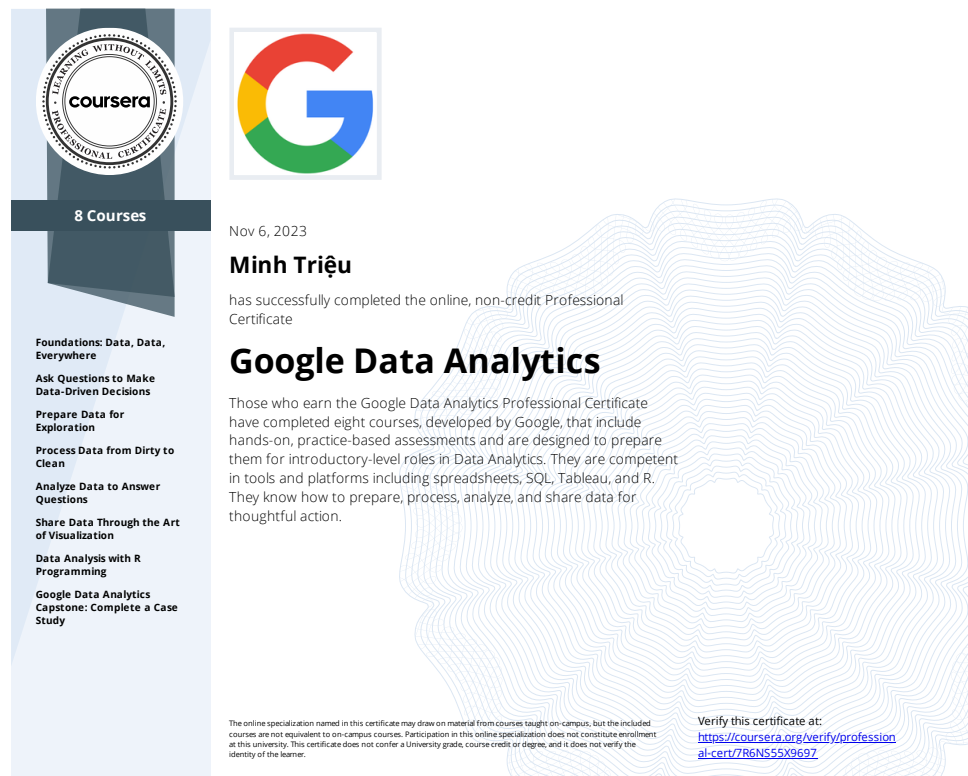 LEARNING WITHOUT LIMITS
coursera
PROFESSIONAL CERTIFICATE
8 Courses
Foundations: Data, Data,
Everywhere
Ask Questions to Make
Data-Driven Decisions
Prepare Data for
Exploration
Process Data from Dirty to
Clean
Analyze Data to Answer
Questions
Share Data Through the Art
of Visualization
Data Analysis with R
Programming
Google Data Analytics
Capstone: Complete a Case
Study
Nov 6, 2023
Minh Triệu
has successfully completed the online, non-credit Professional
Certificate
Google Data Analytics
Those who earn the Google Data Analytics Professional Certificate
have completed eight courses, developed by Google, that include
hands-on, practice-based assessments and are designed to prepare
them for introductory-level roles in Data Analytics. They are competent
in tools and platforms including spreadsheets, SQL, Tableau, and R.
They know how to prepare, process, analyze, and share data for
thoughtful action.
The online specialization named in this certificate may draw on material from courses taught on-campus, but the included
courses are not equivalent to on-campus courses. Participation in this online specialization does not constitute enrollment
at this university. This certificate does not confer a University grade, course credit or degree, and it does not verify the
identity of the learner.
Verify this certificate at:
https://coursera.org/verify/profession
al-cert/7R6NS55X9697